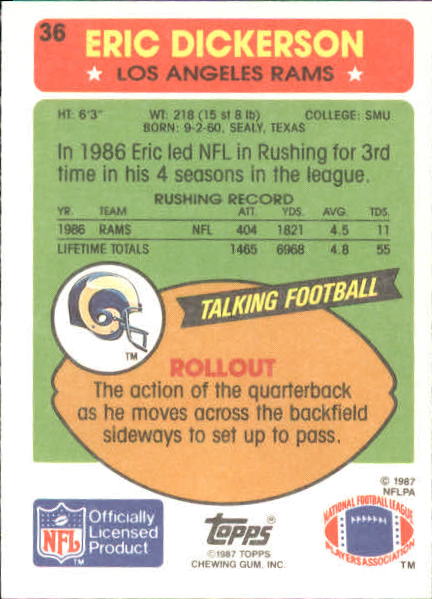 36
ERIC DICKERSON
★ LOS ANGELES RAMS ★
HT: 6'3" WT: 218 (15 st 8 lb) COLLEGE: SMU
BORN: 9-2-60, SEALY, TEXAS
In 1986 Eric led NFL in Rushing for 3rd
time in his 4 seasons in the league.
RUSHING RECORD
YR. TEAM ATT. YDS. AVG. TDS.
1986 RAMS NFL 404 1821 4.5 11
LIFETIME TOTALS 1465 6968 4.8 55
TALKING FOOTBALL
TM
ROLLOUT
The action of the quarterback
as he moves across the backfield
sideways to set up to pass.
© 1987
NFLPA
NFL
TM
Officially
Licensed
Product
TOPPS
©1987 TOPPS
CHEWING GUM, INC.
NATIONAL FOOTBALL LEAGUE
PLAYERS ASSOCIATION
TM